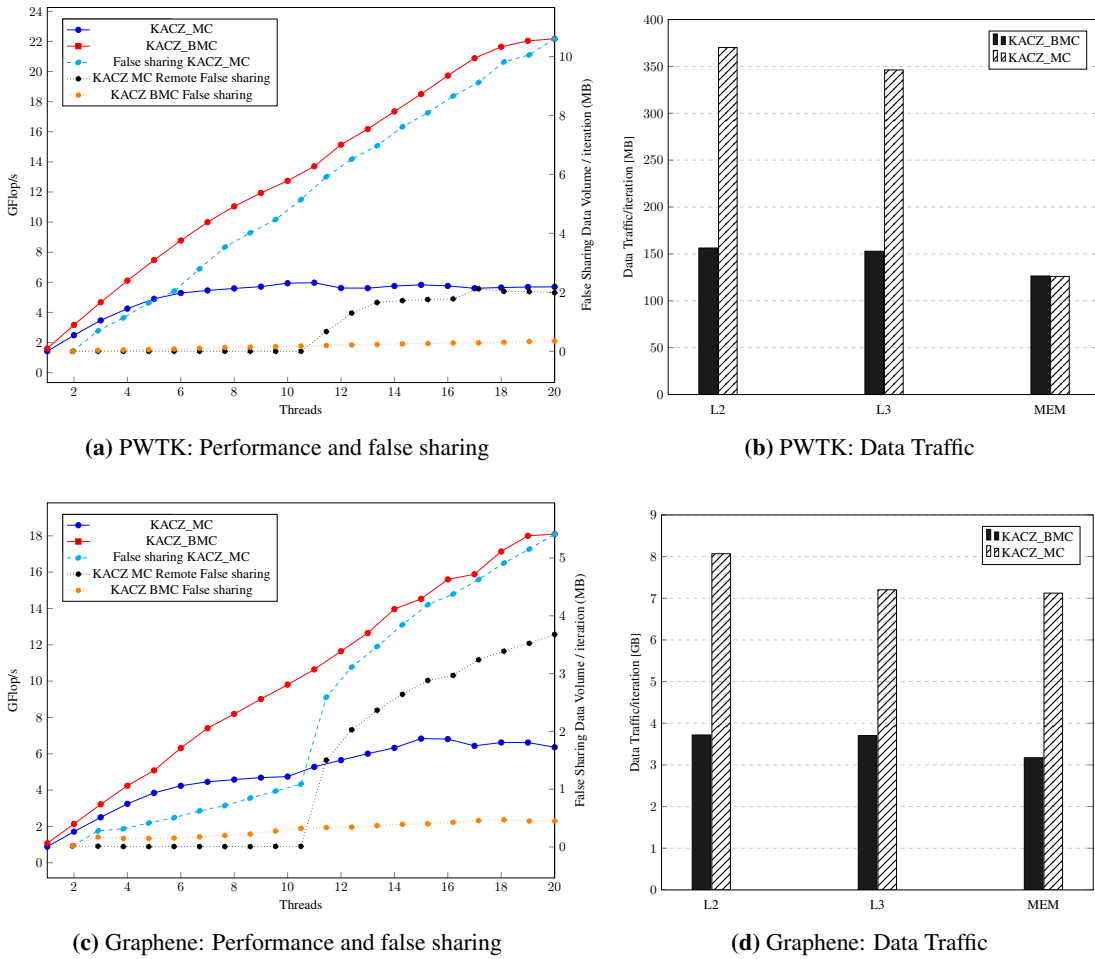 KACZ_MC
KACZ_BMC
False sharing KACZ_MC
KACZ MC Remote False sharing
KACZ BMC False sharing
GFlop/s
0
2
4
6
8
10
12
14
16
18
20
22
24
2 4 6 8 10 12 14 16 18 20
Threads
False Sharing Data Volume / iteration (MB)
0
2
4
6
8
10
(a) PWTK: Performance and false sharing
KACZ_BMC
KACZ_MC
Data Traffic/iteration [MB]
0
50
100
150
200
250
300
350
400
L2 L3 MEM
(b) PWTK: Data Traffic
KACZ_MC
KACZ_BMC
False sharing KACZ_MC
KACZ MC Remote False sharing
KACZ BMC False sharing
GFlop/s
0
2
4
6
8
10
12
14
16
18
2 4 6 8 10 12 14 16 18 20
Threads
False Sharing Data Volume / iteration (MB)
0
1
2
3
4
5
(c) Graphene: Performance and false sharing
KACZ_BMC
KACZ_MC
Data Traffic/iteration [GB]
0
1
2
3
4
5
6
7
8
9
L2 L3 MEM
(d) Graphene: Data Traffic